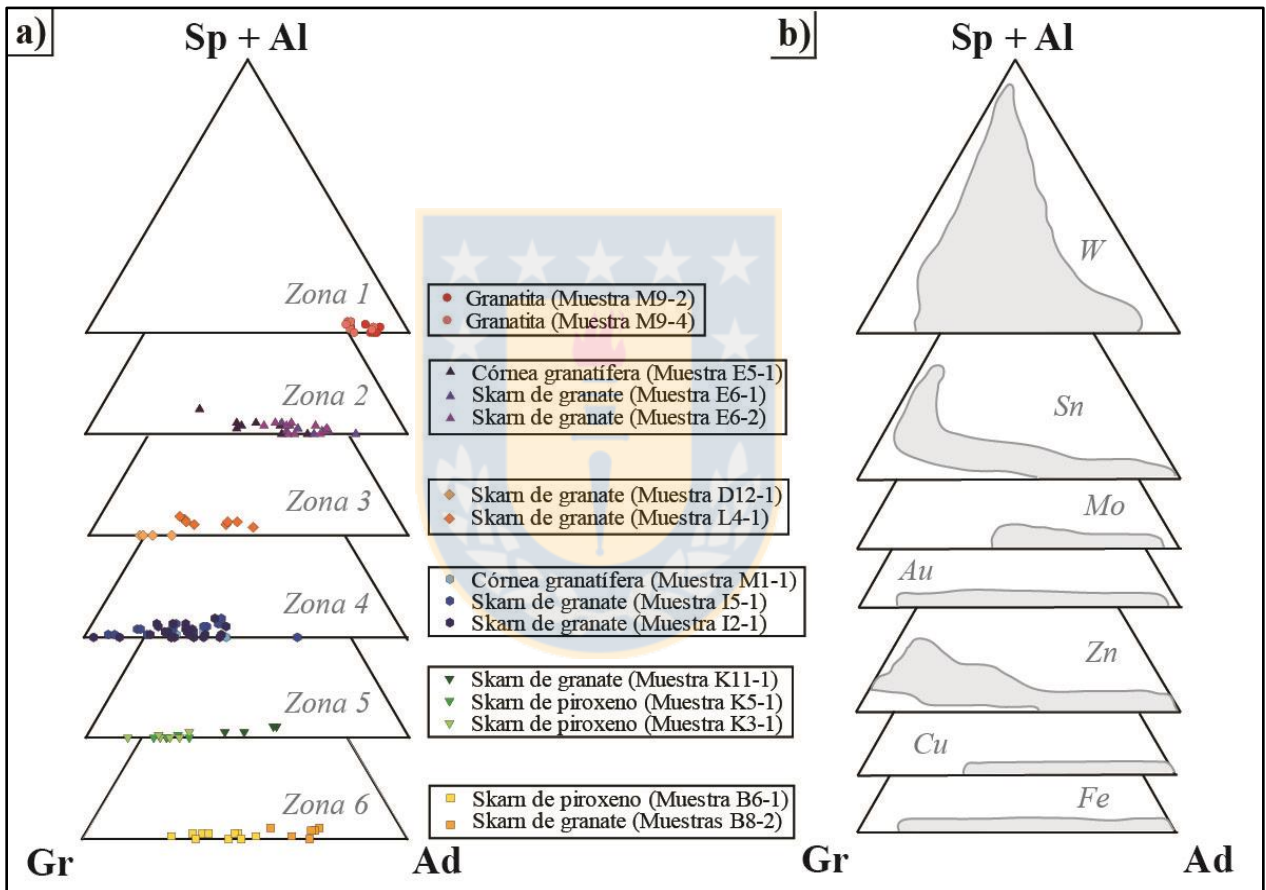 a)
Sp + Al
Zona 1
Granatita (Muestra M9-2)
Granatita (Muestra M9-4)
Zona 2
Córnea granatífera (Muestra E5-1)
Skarn de granate (Muestra E6-1)
Skarn de granate (Muestra E6-2)
Zona 3
Skarn de granate (Muestra D12-1)
Skarn de granate (Muestra L4-1)
Zona 4
Córnea granatífera (Muestra M1-1)
Skarn de granate (Muestra I5-1)
Skarn de granate (Muestra I2-1)
Zona 5
Skarn de granate (Muestra K11-1)
Skarn de piroxeno (Muestra K5-1)
Skarn de piroxeno (Muestra K3-1)
Zona 6
Skarn de piroxeno (Muestra B6-1)
Skarn de granate (Muestras B8-2)
Gr
Ad
b)
Sp + Al
W
Sn
Mo
Au
Zn
Cu
Fe
Gr
Ad